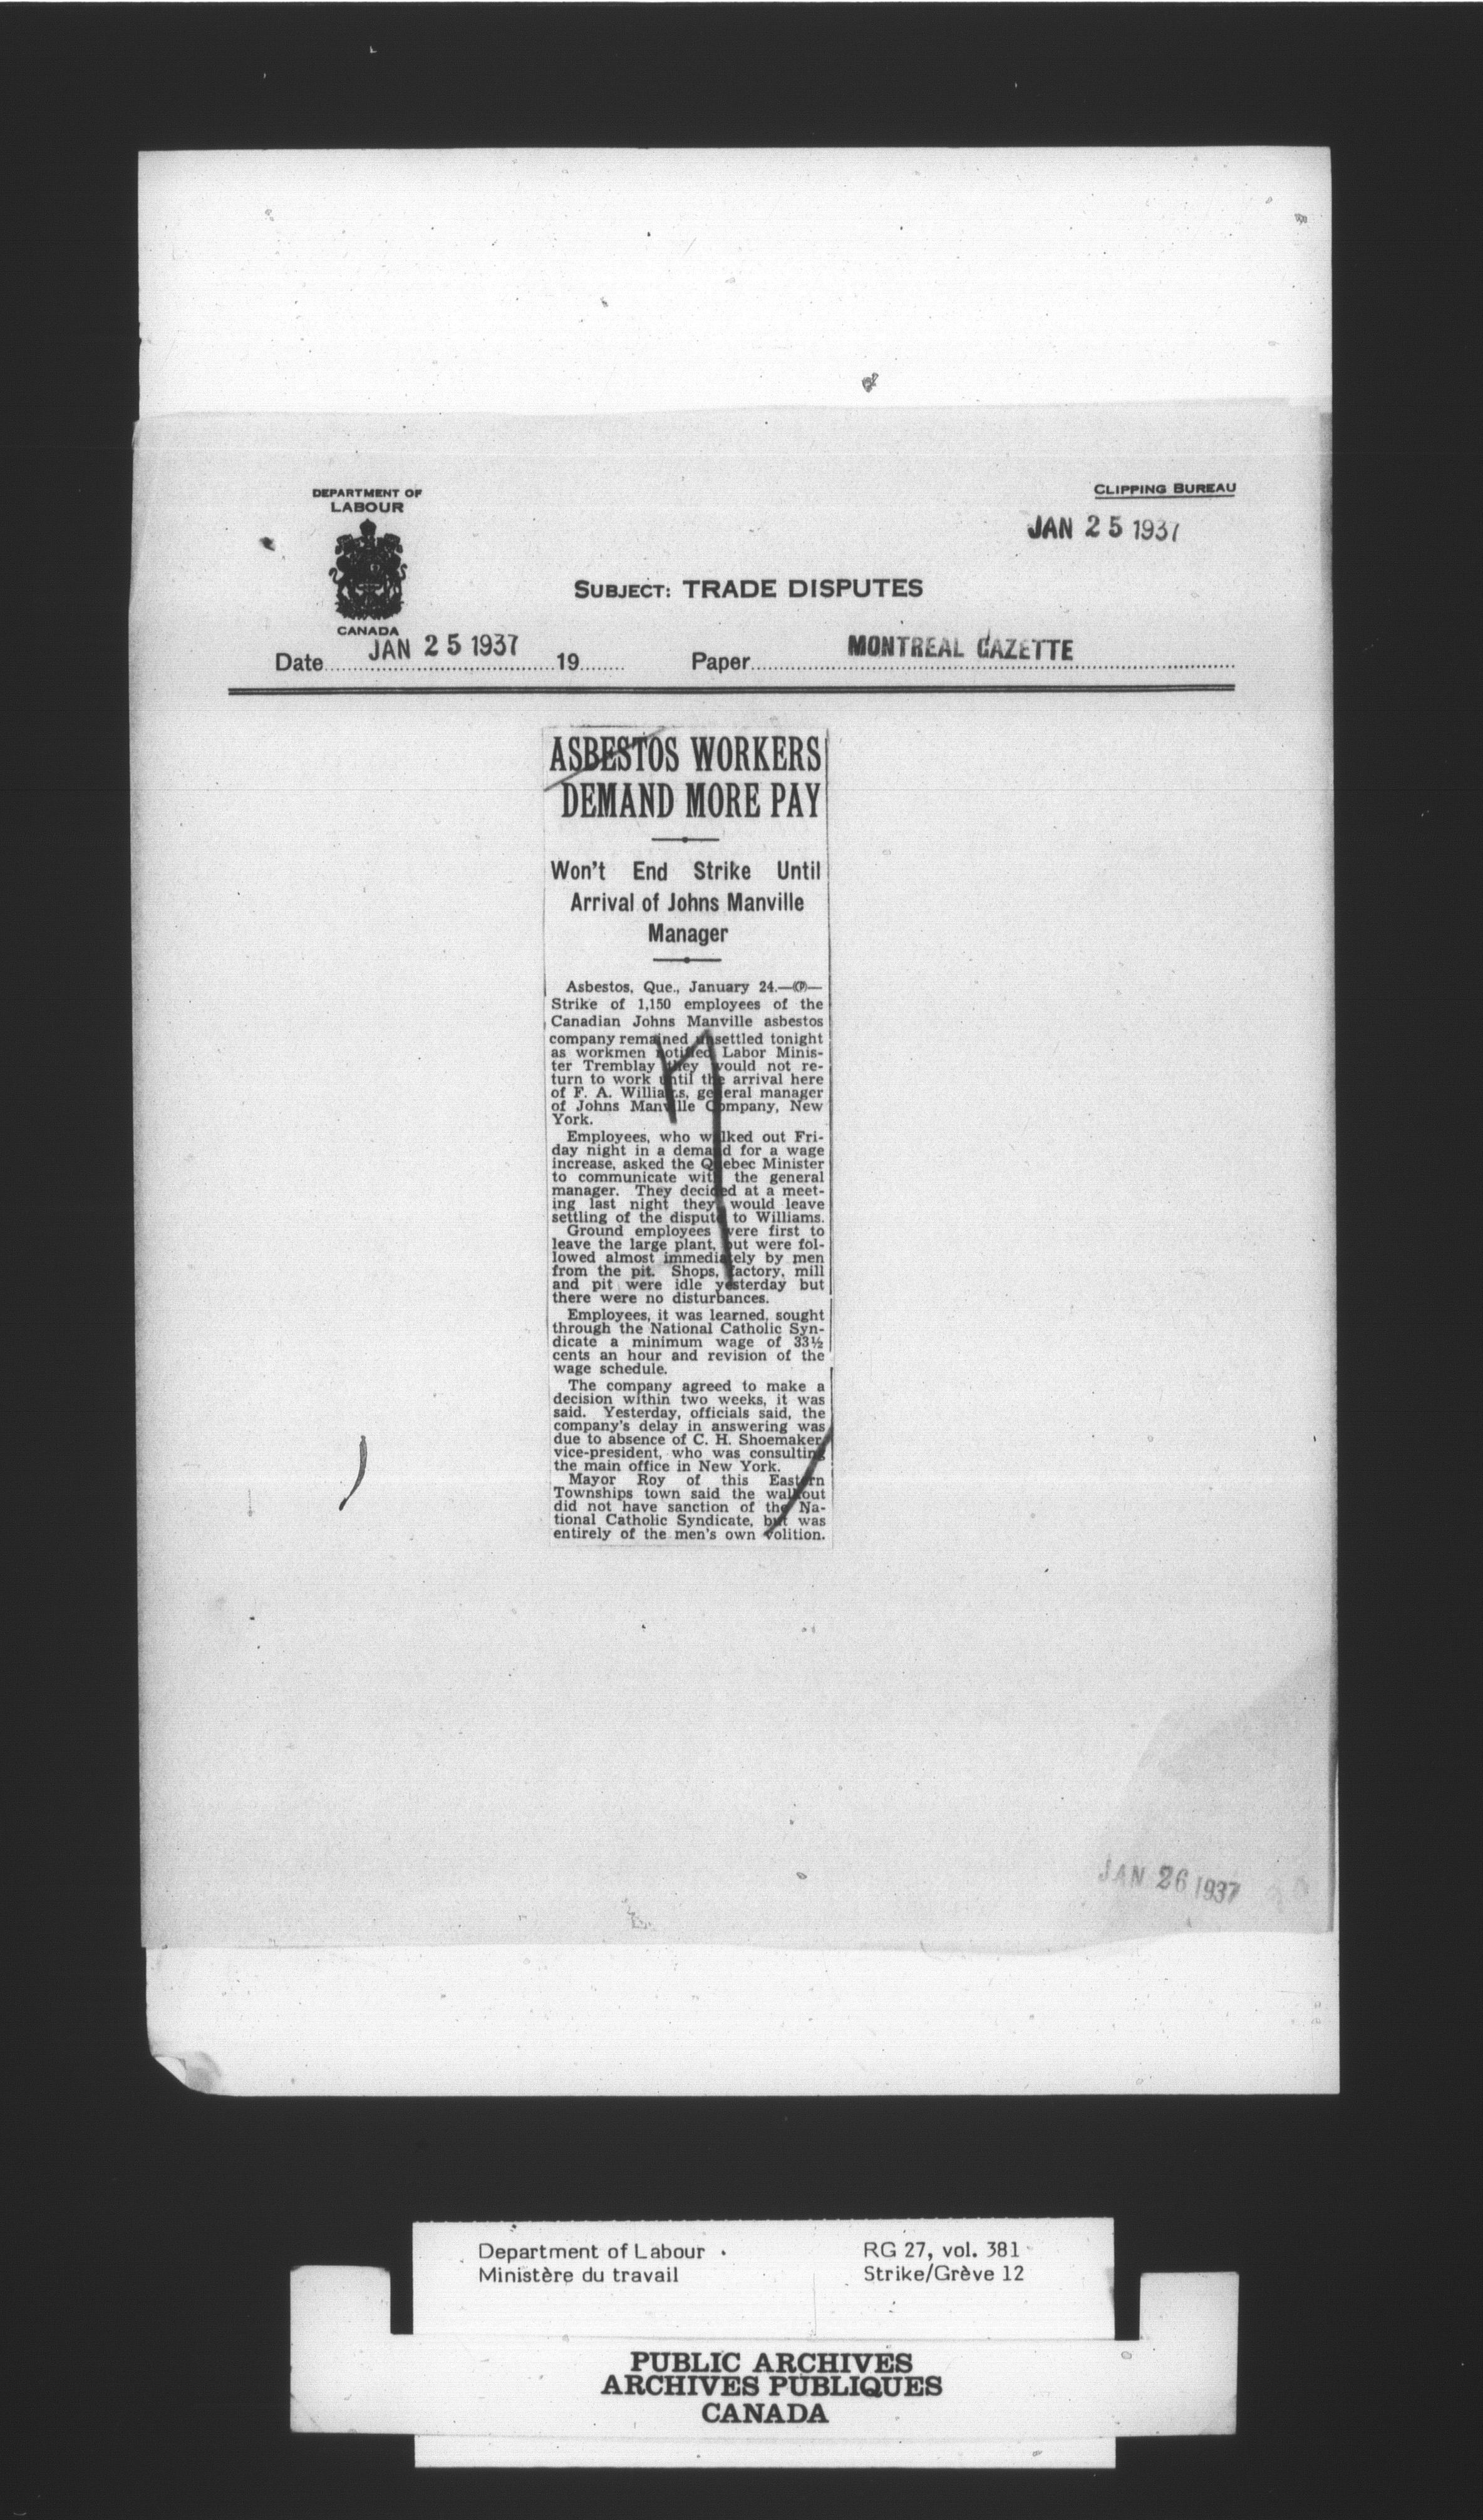 DEPARTMENT OF
LABOUR
CANADA
CLIPPING BUREAU
JAN 25 1937
SUBJECT: TRADE DISPUTES
Date JAN 25 1937 19 Paper MONTREAL GAZETTE
ASBESTOS WORKERS
DEMAND MORE PAY
Won't End Strike Until
Arrival of Johns Manville
Manager
Asbestos, Que., January 24.—(CP)—
Strike of 1,150 employees of the
Canadian Johns Manville asbestos
company remained unsettled tonight
as workmen notified Labor Minis-
ter Tremblay they would not re-
turn to work until the arrival here
of F. A. Williams, general manager
of Johns Manville Company, New
York.
Employees, who walked out Fri-
day night in a demand for a wage
increase, asked the Quebec Minister
to communicate with the general
manager. They decided at a meet-
ing last night they would leave
settling of the dispute to Williams.
Ground employees were first to
leave the large plant, but were fol-
lowed almost immediately by men
from the pit. Shops, factory, mill
and pit were idle yesterday but
there were no disturbances.
Employees, it was learned, sought
through the National Catholic Syn-
dicate a minimum wage of 33½
cents an hour and revision of the
wage schedule.
The company agreed to make a
decision within two weeks, it was
said. Yesterday, officials said, the
company's delay in answering was
due to absence of C. H. Shoemaker,
vice-president, who was consulting
the main office in New York.
Mayor Roy of this Eastern
Townships town said the walkout
did not have sanction of the Na-
tional Catholic Syndicate, but was
entirely of the men's own volition.
JAN 26 1937
Department of Labour
Ministère du travail
RG 27, vol. 381
Strike/Grève 12
PUBLIC ARCHIVES
ARCHIVES PUBLIQUES
CANADA